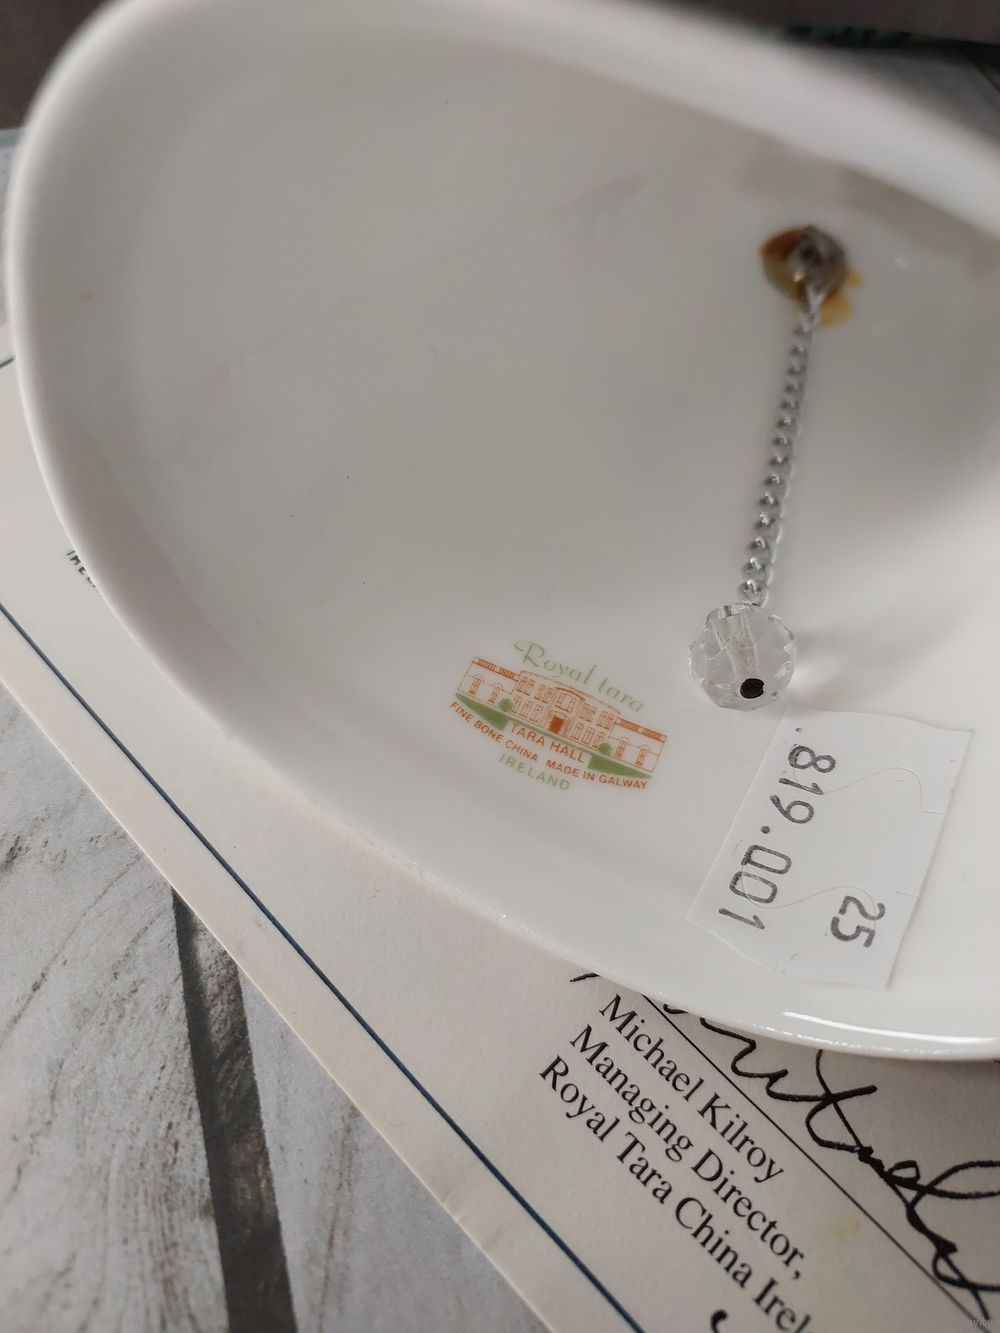 Royal tara
TARA HALL
FINE BONE CHINA MADE IN GALWAY
IRELAND
.819.001
25
Michael Kilroy
Managing Director,
Royal Tara China Irel